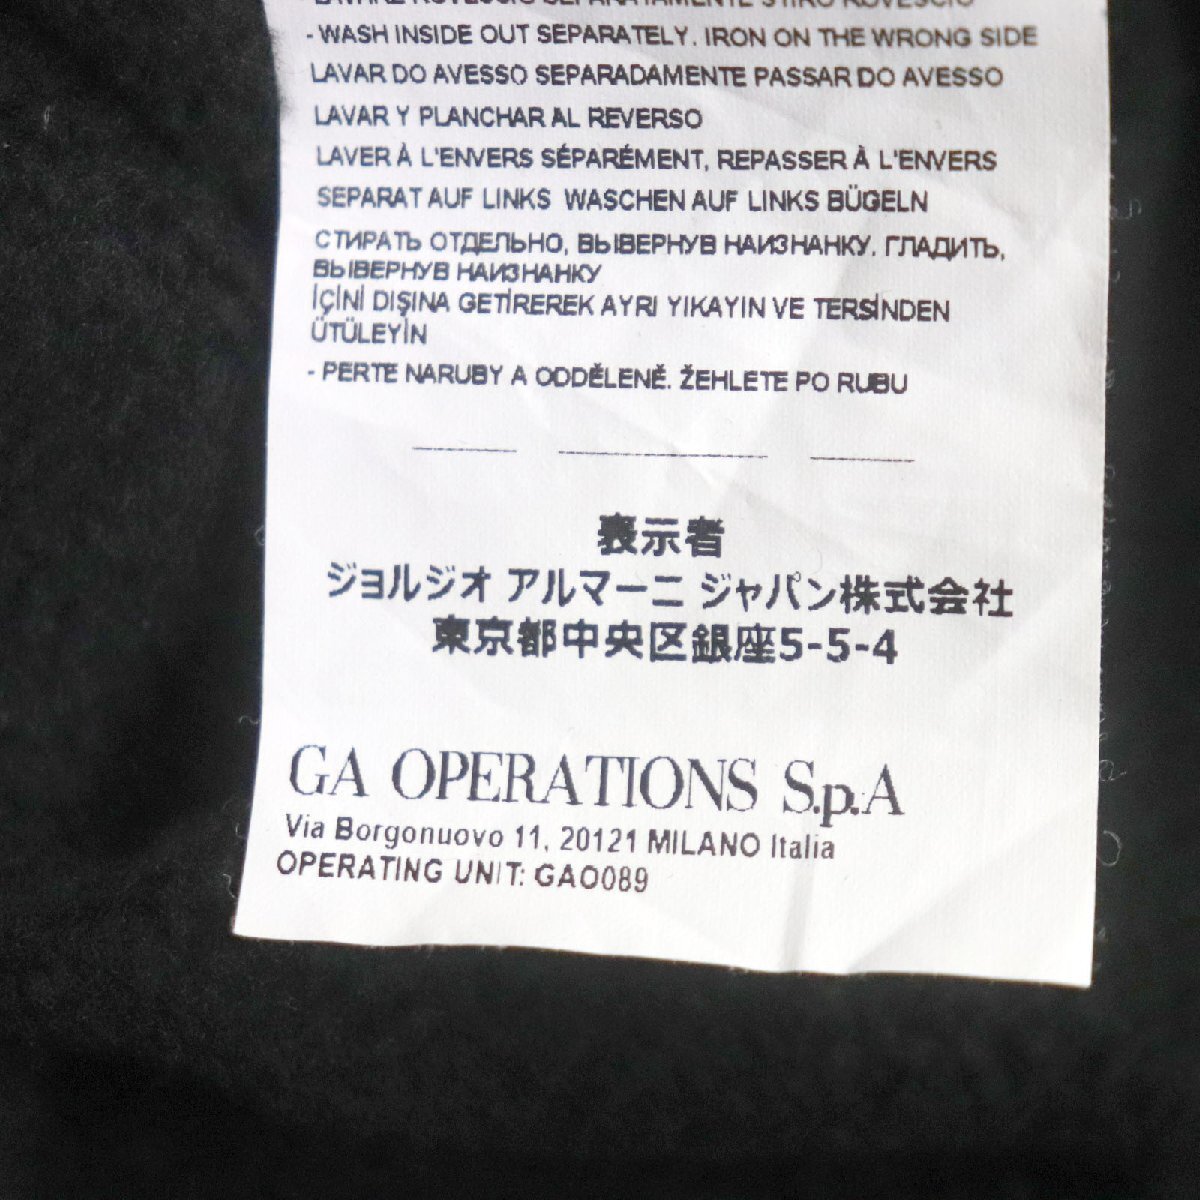 - LAVARE ROVESCIO SEPARATAMENTE STIRO ROVESCIO
- WASH INSIDE OUT SEPARATELY. IRON ON THE WRONG SIDE
LAVAR DO AVESSO SEPARADAMENTE PASSAR DO AVESSO
LAVAR Y PLANCHAR AL REVERSO
LAVER À L'ENVERS SÉPARÉMENT, REPASSER À L'ENVERS
SEPARAT AUF LINKS WASCHEN AUF LINKS BÜGELN
СТИРАТЬ ОТДЕЛЬНО, ВЫВЕРНУВ НАИЗНАНКУ. ГЛАДИТЬ,
ВЫВЕРНУВ НАИЗНАНКУ
İÇİNİ DIŞINA GETİREREK AYRI YIKAYIN VE TERSİNDEN
ÜTÜLEYİN
- PERTE NARUBY A ODDĚLENĚ. ŽEHLETE PO RUBU
表示者
ジョルジオ アルマーニ ジャパン株式会社
東京都中央区銀座5-5-4
GA OPERATIONS S.p.A
Via Borgonuovo 11, 20121 MILANO Italia
OPERATING UNIT: GAO089